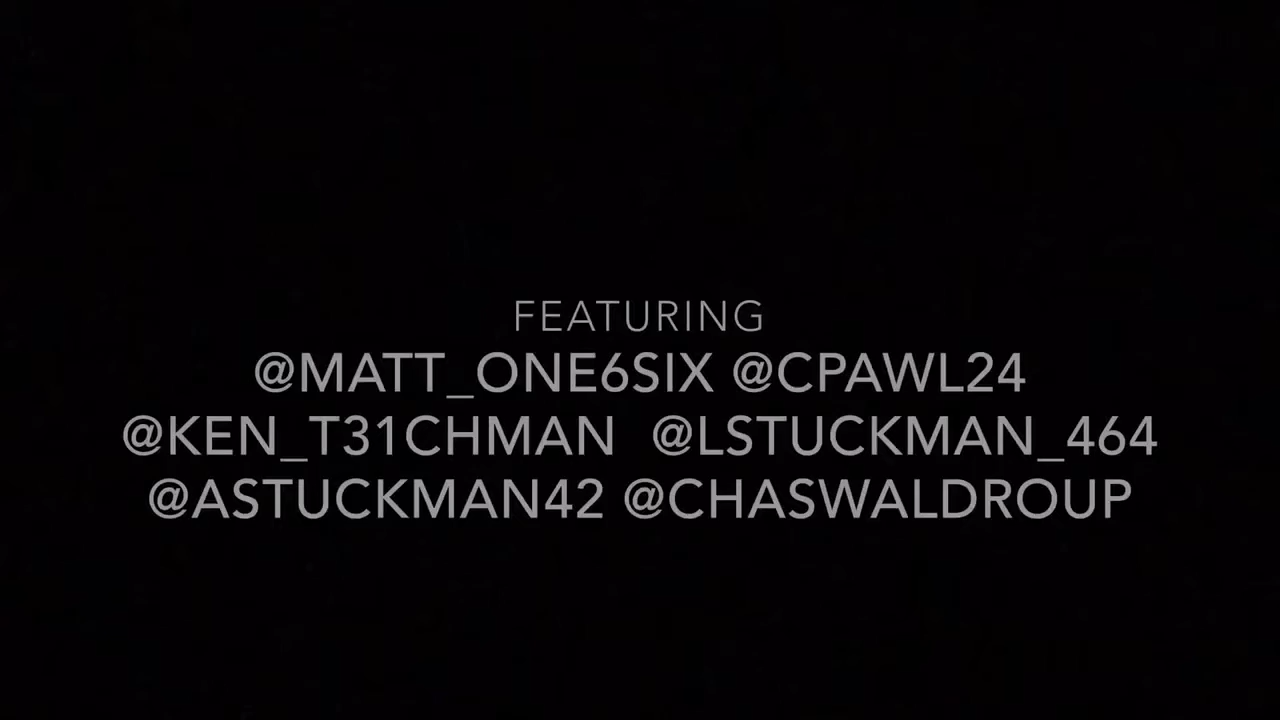 FEATURING
@MATT_ONE6SIX @CPAWL24
@KEN_T31CHMAN @LSTUCKMAN_464
@ASTUCKMAN42 @CHASWALDROUP